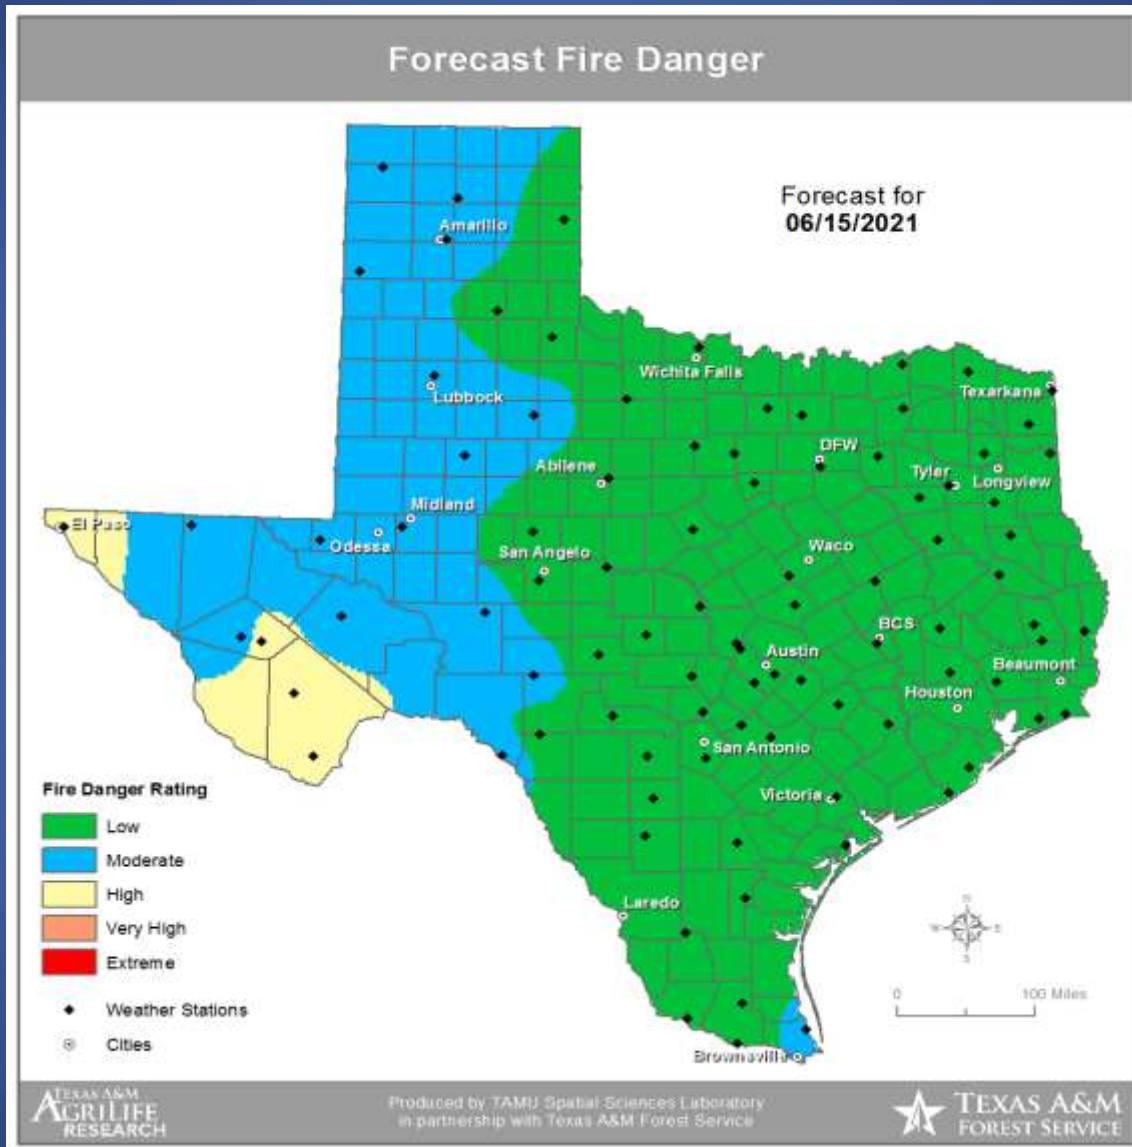 Forecast Fire Danger
Forecast for
06/15/2021
Amarillo
Wichita Falls
Lubbock
Texarkana
DFW
Abilene
Tyler
Longview
Midland
El Paso
Odessa
Waco
San Angelo
BCS
Austin
Beaumont
Houston
San Antonio
Victoria
Laredo
Brownsville
Fire Danger Rating
Low
Moderate
High
Very High
Extreme
Weather Stations
Cities
N
W E
S
0 100 Miles
TEXAS A&M
AGRILIFE
RESEARCH
Produced by TAMU Spatial Sciences Laboratory
in partnership with Texas A&M Forest Service
TEXAS A&M
FOREST SERVICE